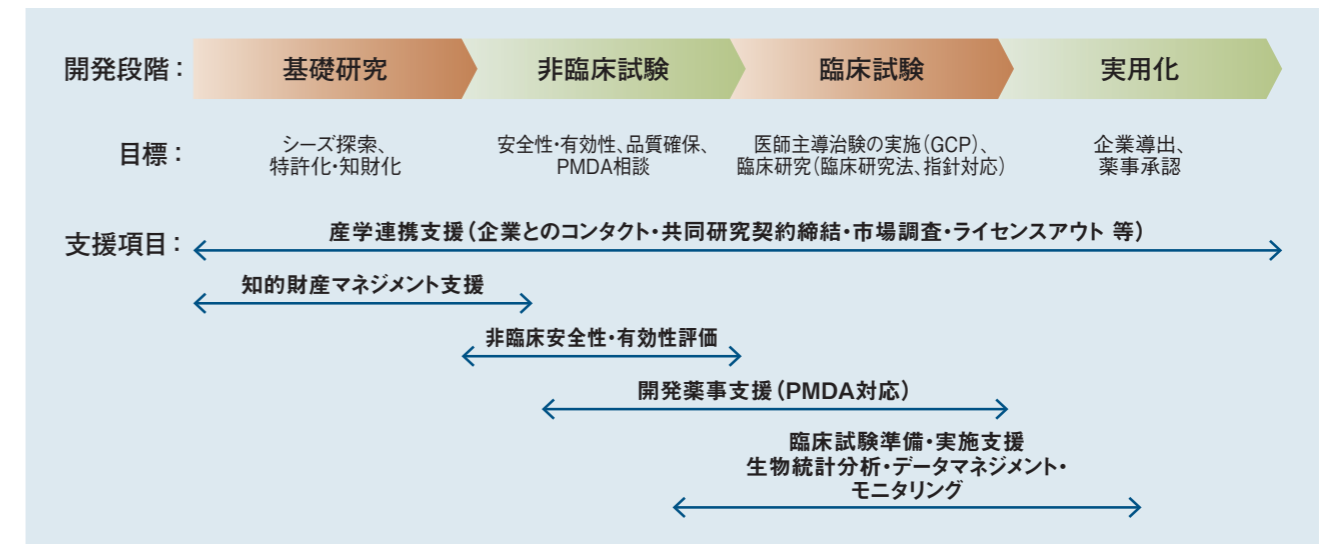 開発段階： 基礎研究 非臨床試験 臨床試験 実用化
目標： シーズ探索、 安全性・有効性、品質確保、 医師主導治験の実施（GCP）、 企業導出、
特許化・知財化 PMDA相談 臨床研究（臨床研究法、指針対応） 薬事承認
支援項目： 産学連携支援（企業とのコンタクト・共同研究契約締結・市場調査・ライセンスアウト 等）
知的財産マネジメント支援
非臨床安全性・有効性評価
開発薬事支援（PMDA対応）
臨床試験準備・実施支援
生物統計分析・データマネジメント・
モニタリング